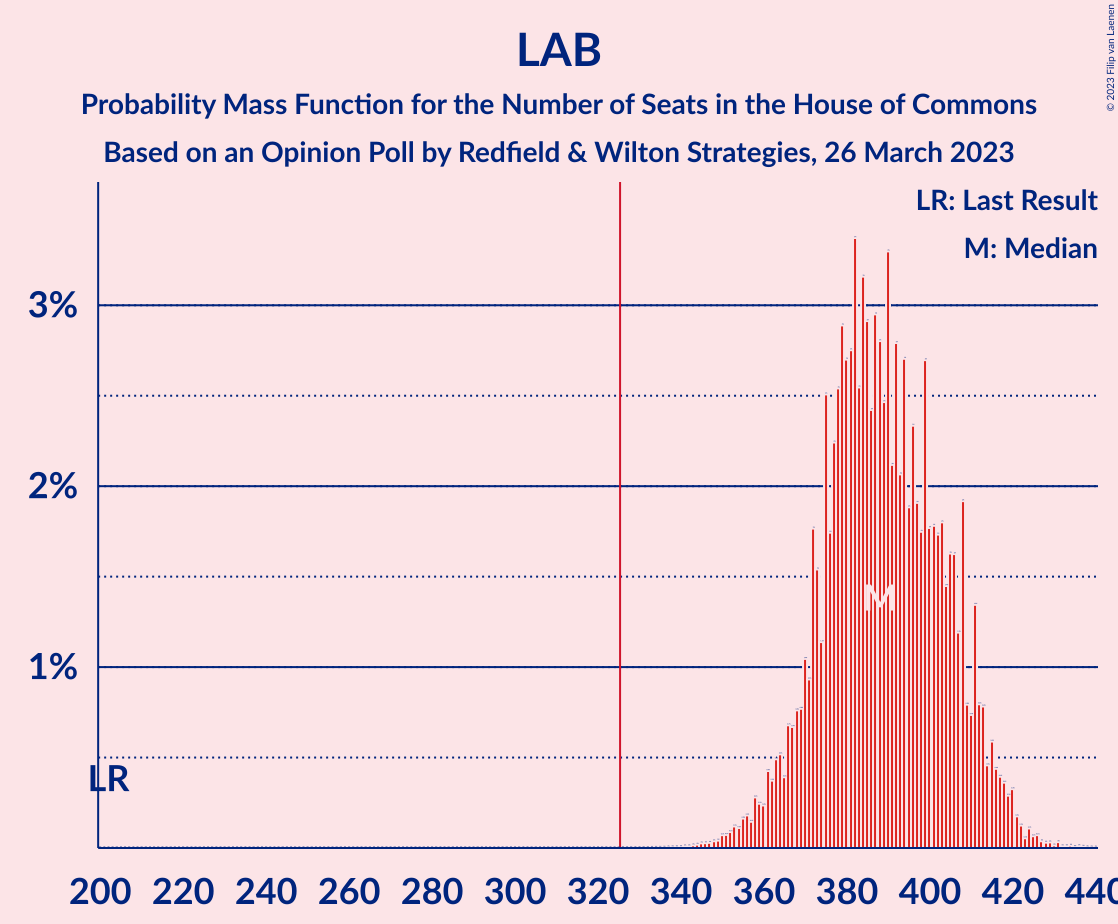 LAB
Probability Mass Function for the Number of Seats in the House of Commons
Based on an Opinion Poll by Redfield & Wilton Strategies, 26 March 2023
© 2023 Filip van Laenen
LR: Last Result
M: Median
3%
2%
1%
M
LR
200 220 240 260 280 300 320 340 360 380 400 420 440